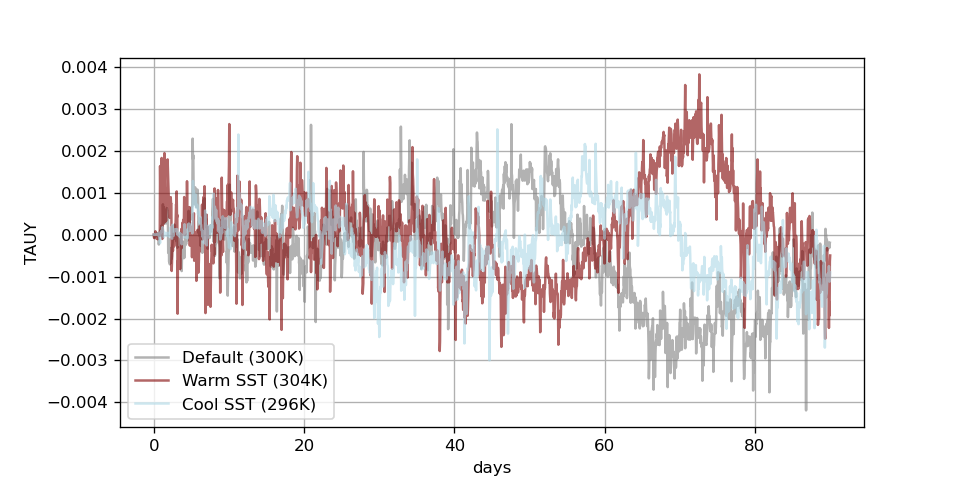 0.004
0.003
0.002
0.001
0.000
−0.001
−0.002
−0.003
−0.004
TAUY
Default (300K)
Warm SST (304K)
Cool SST (296K)
0 20 40 60 80
days